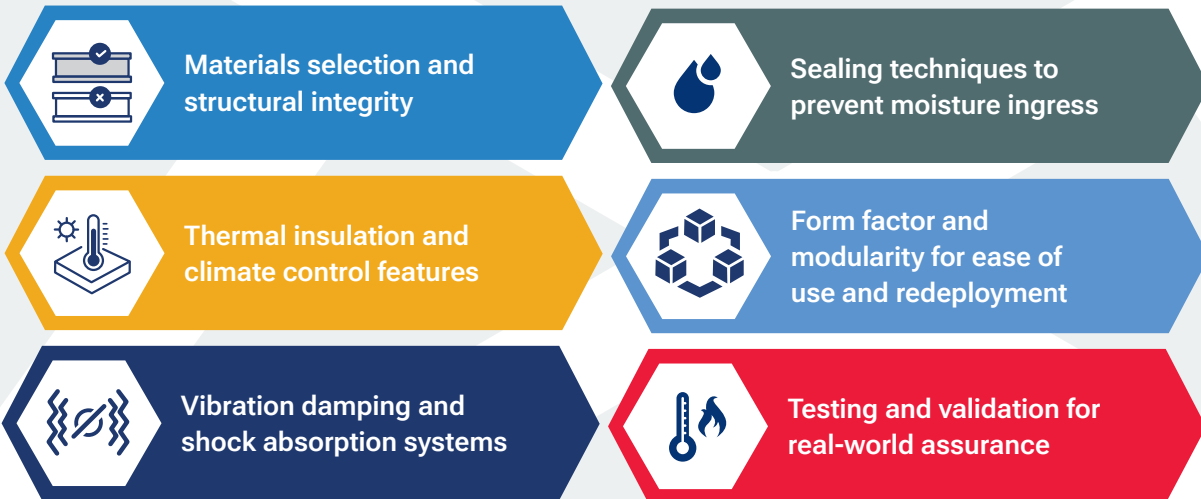 Materials selection and
structural integrity
Sealing techniques to
prevent moisture ingress
Thermal insulation and
climate control features
Form factor and
modularity for ease of
use and redeployment
Vibration damping and
shock absorption systems
Testing and validation for
real-world assurance